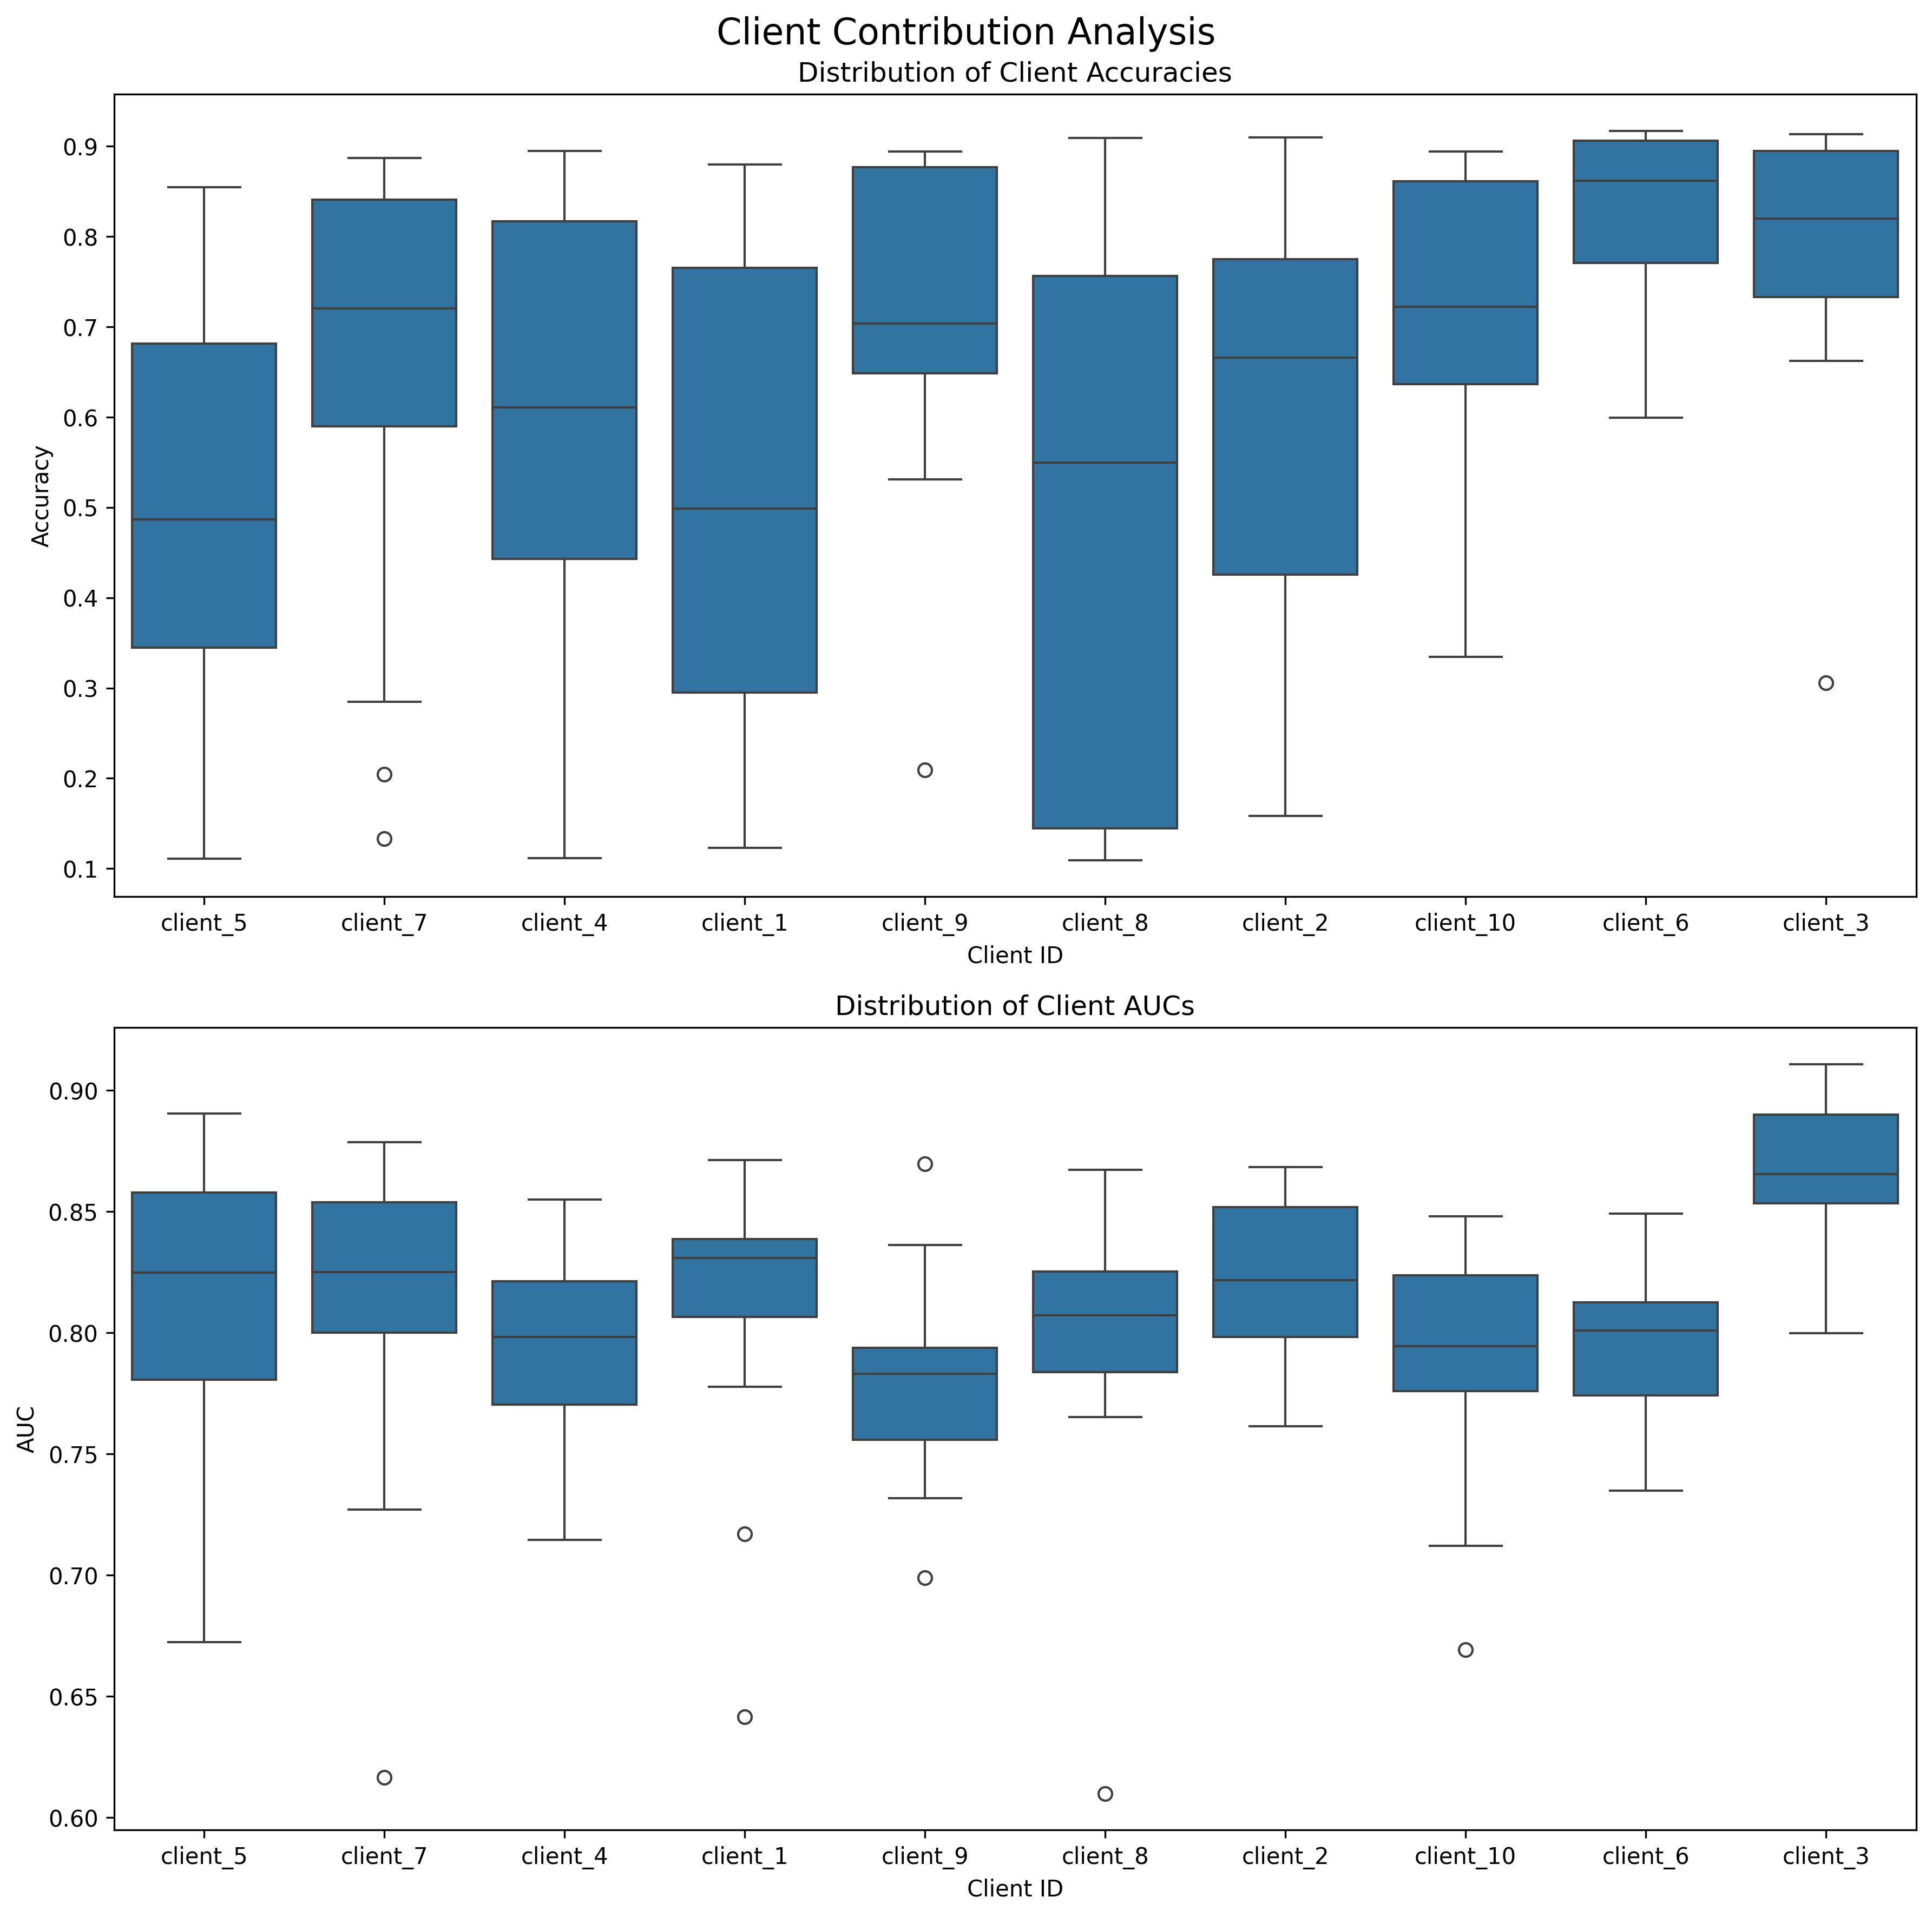 Client Contribution Analysis
Distribution of Client Accuracies
0.9
0.8
0.7
0.6
0.5
0.4
0.3
0.2
0.1
Accuracy
client_5 client_7 client_4 client_1 client_9 client_8 client_2 client_10 client_6 client_3
Client ID
Distribution of Client AUCs
0.90
0.85
0.80
0.75
0.70
0.65
0.60
AUC
client_5 client_7 client_4 client_1 client_9 client_8 client_2 client_10 client_6 client_3
Client ID